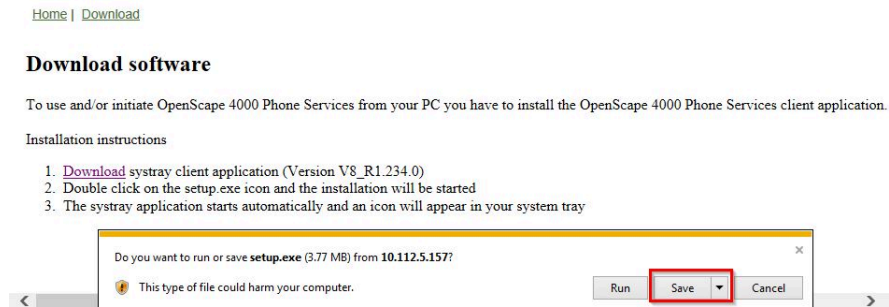 Home | Download
Download software
To use and/or initiate OpenScape 4000 Phone Services from your PC you have to install the OpenScape 4000 Phone Services client application.
Installation instructions
1. Download systray client application (Version V8_R1.234.0)
2. Double click on the setup.exe icon and the installation will be started
3. The systray application starts automatically and an icon will appear in your system tray
Do you want to run or save setup.exe (3.77 MB) from 10.112.5.157?
This type of file could harm your computer.
Run Save Cancel